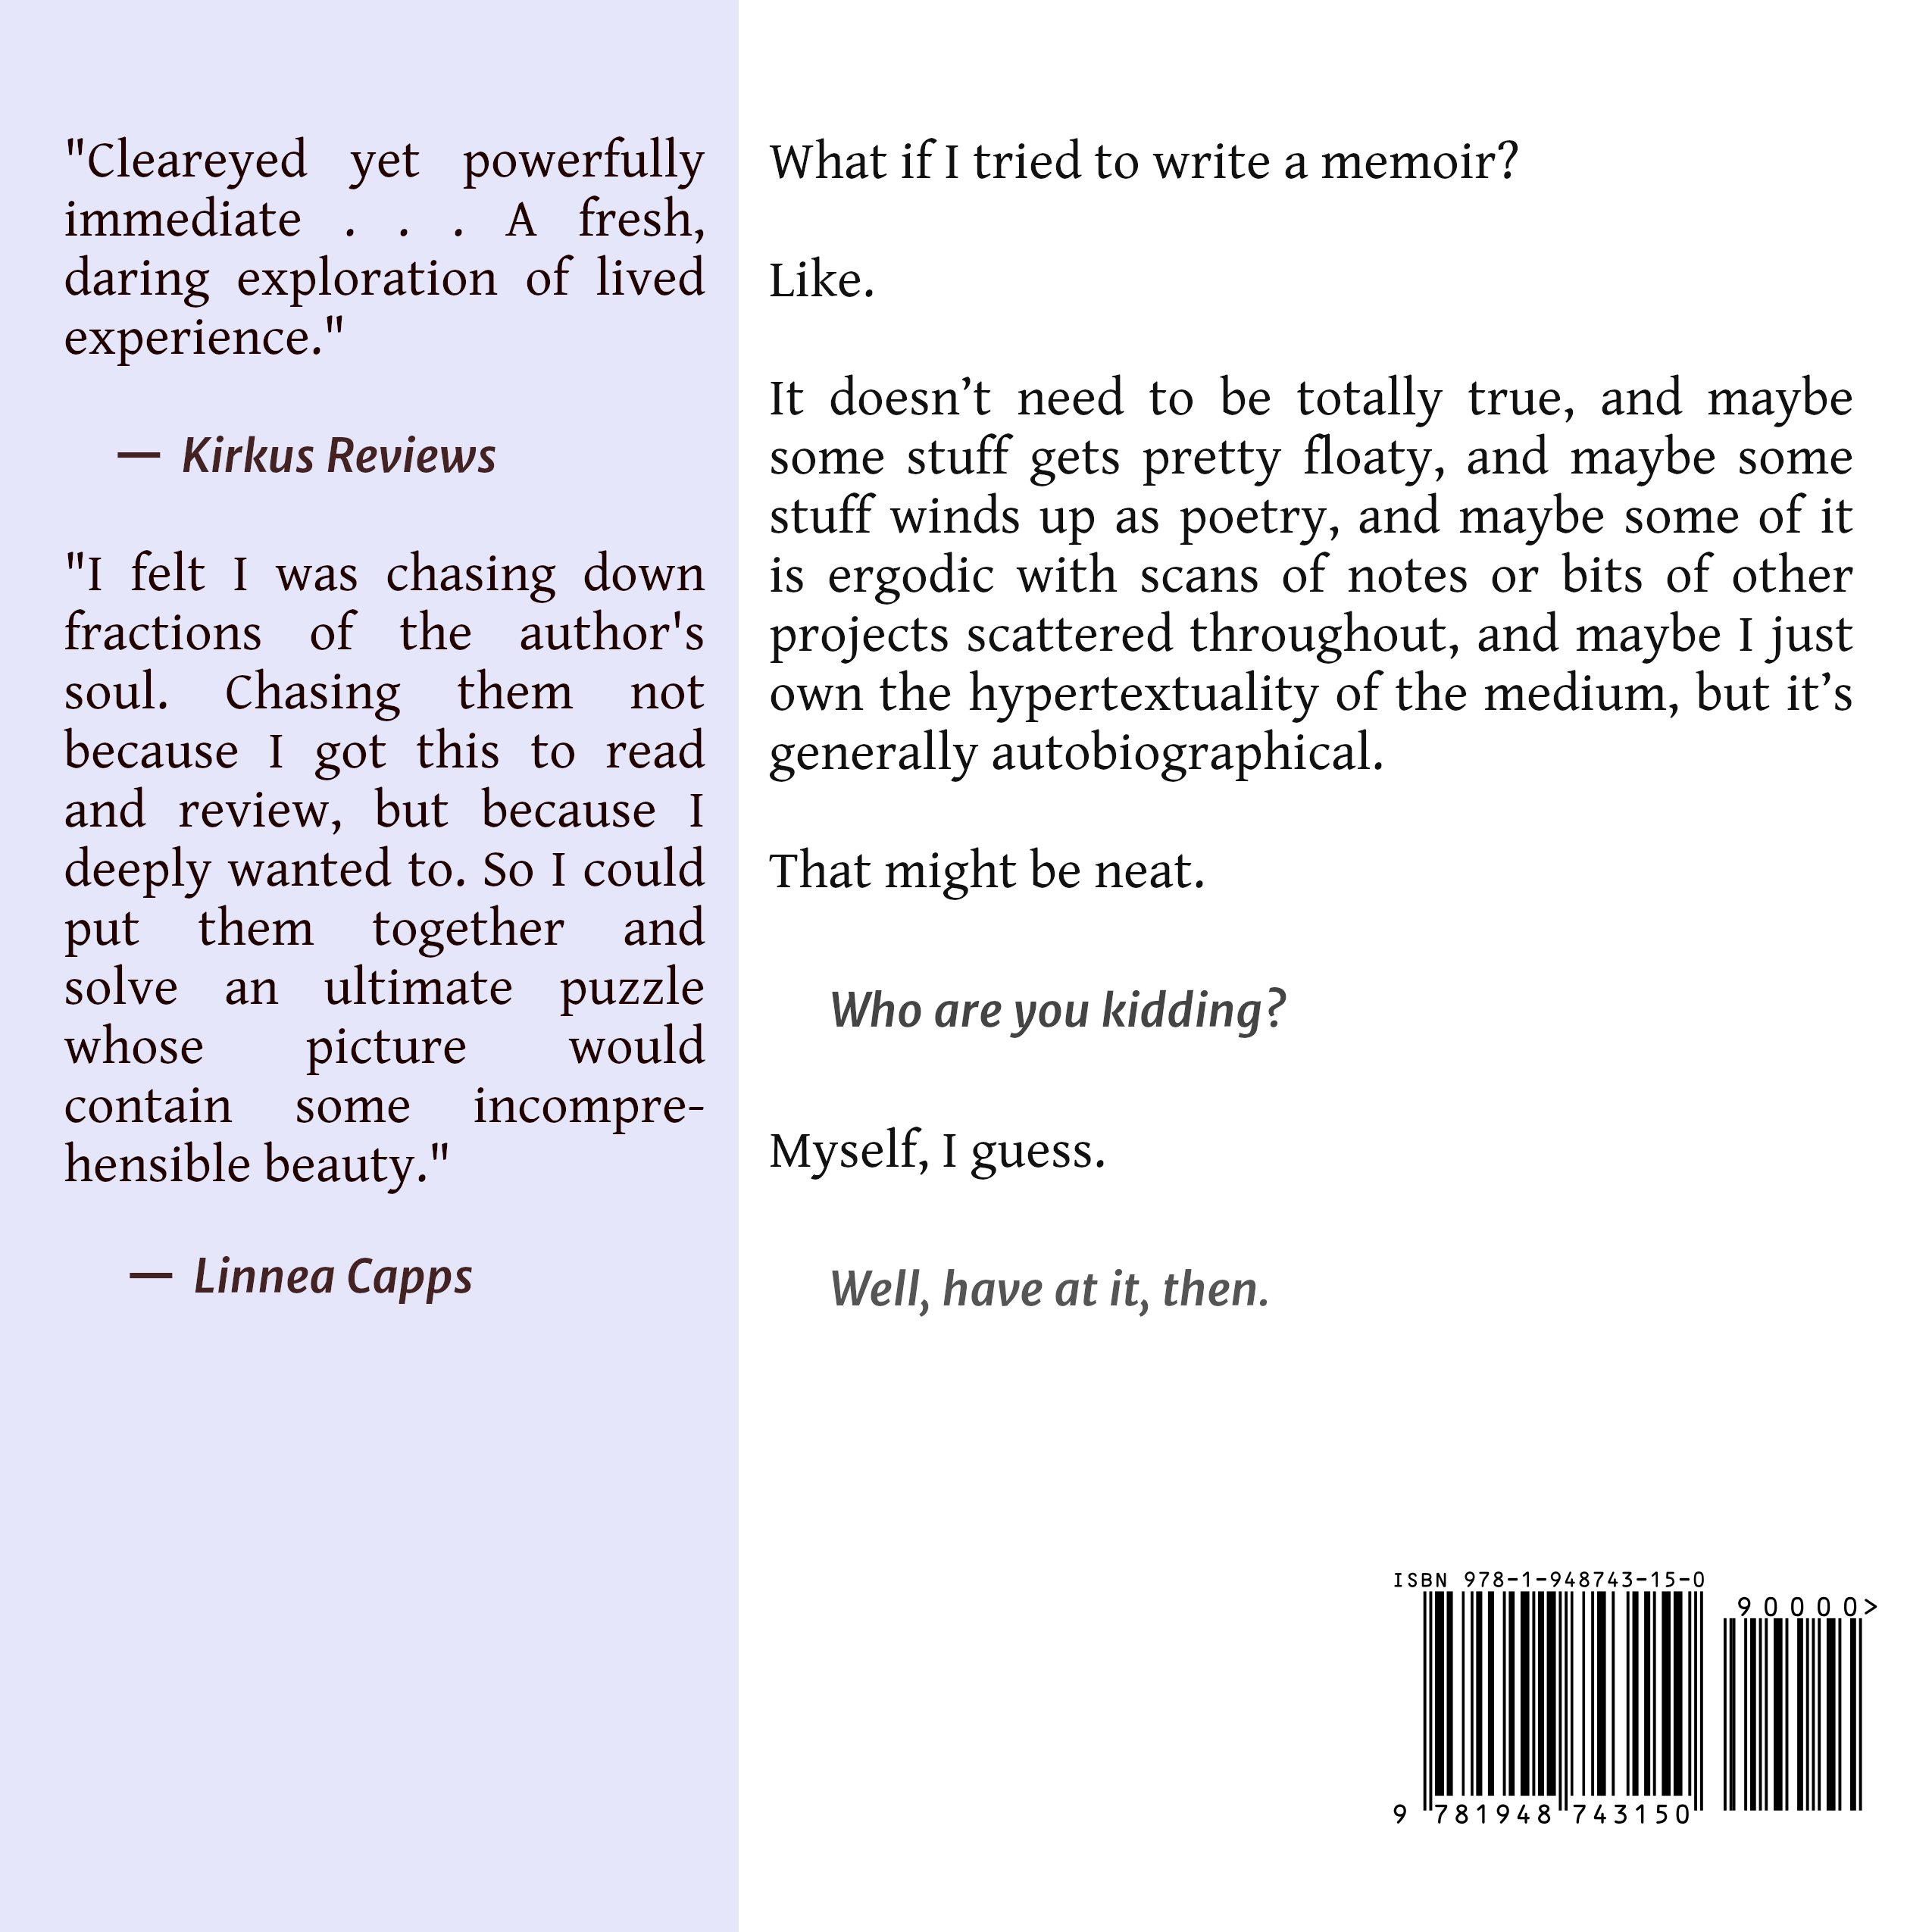 "Cleareyed yet powerfully
immediate . . . A fresh,
daring exploration of lived
experience."
— Kirkus Reviews
"I felt I was chasing down
fractions of the author's
soul. Chasing them not
because I got this to read
and review, but because I
deeply wanted to. So I could
put them together and
solve an ultimate puzzle
whose picture would
contain some incompre-
hensible beauty."
— Linnea Capps
What if I tried to write a memoir?
Like.
It doesn’t need to be totally true, and maybe
some stuff gets pretty floaty, and maybe some
stuff winds up as poetry, and maybe some of it
is ergodic with scans of notes or bits of other
projects scattered throughout, and maybe I just
own the hypertextuality of the medium, but it’s
generally autobiographical.
That might be neat.
Who are you kidding?
Myself, I guess.
Well, have at it, then.
ISBN 978-1-948743-15-0
90000>
9 781948 743150